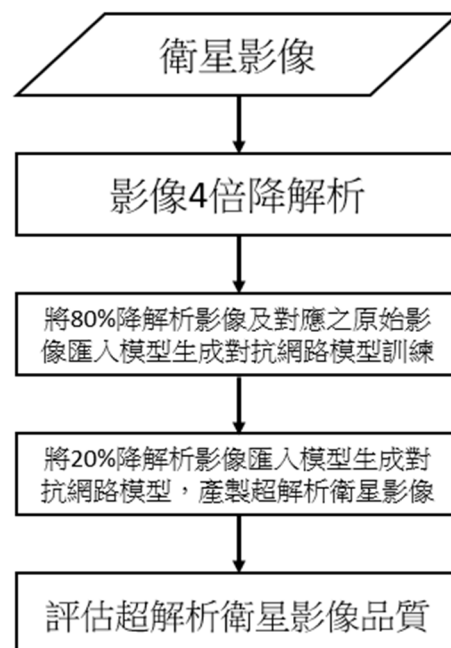 衛星影像
影像4倍降解析
將80%降解析影像及對應之原始影
像匯入模型生成對抗網路模型訓練
將20%降解析影像匯入模型生成對
抗網路模型，產製超解析衛星影像
評估超解析衛星影像品質